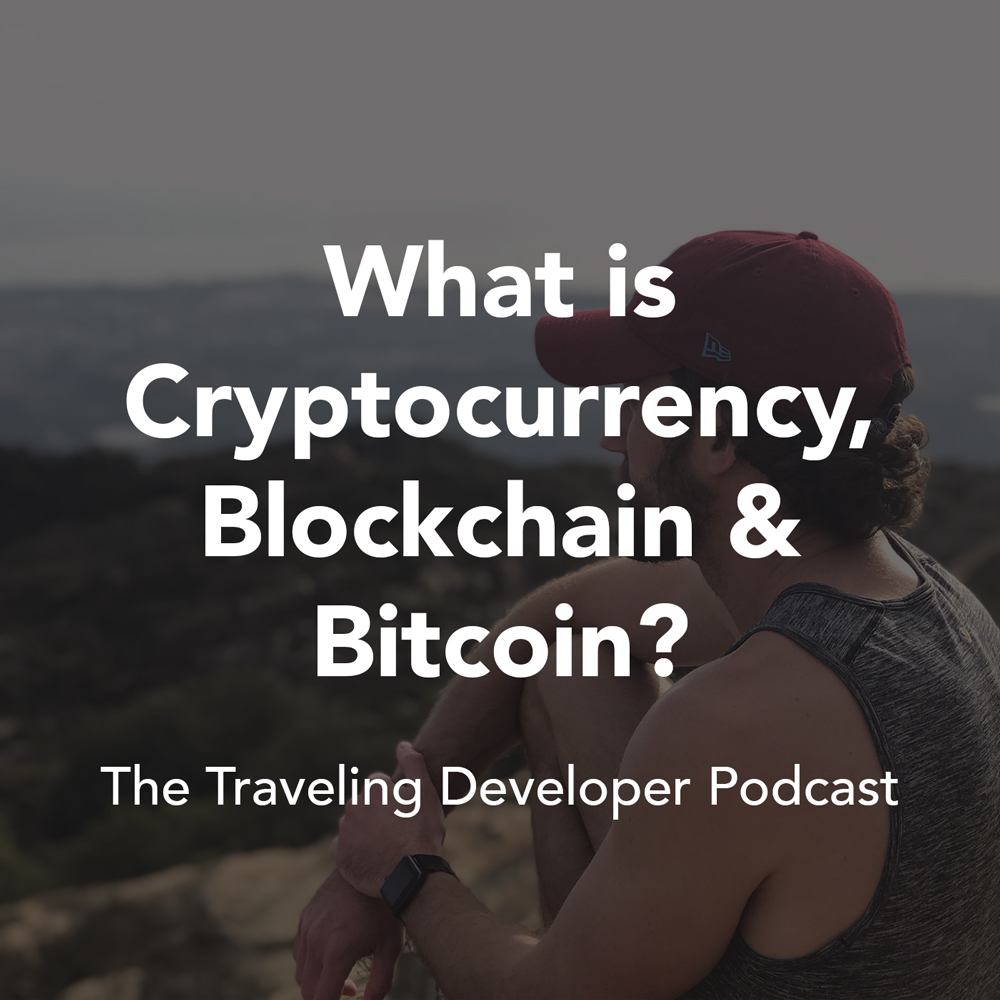 What is
Cryptocurrency,
Blockchain &
Bitcoin?
The Traveling Developer Podcast